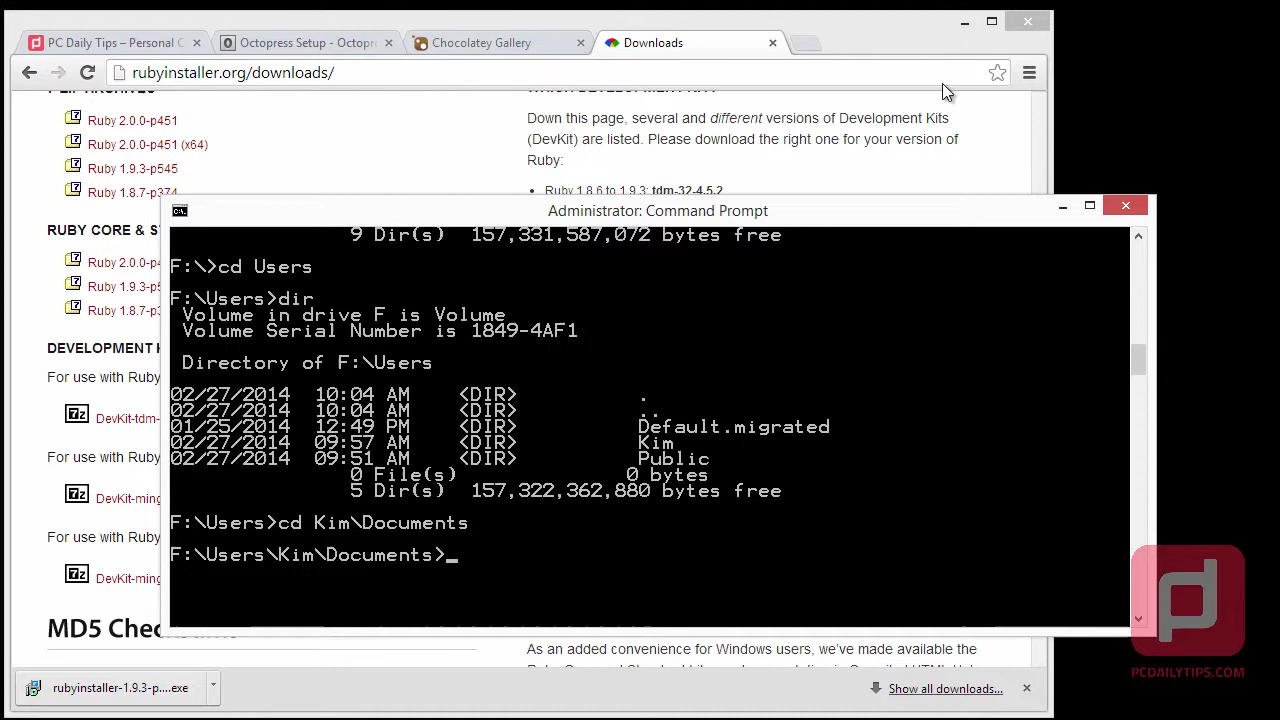 PC Daily Tips – Personal C
Octopress Setup - Octopr
Chocolatey Gallery
Downloads
rubyinstaller.org/downloads/
Ruby 2.0.0-p451
Ruby 2.0.0-p451 (x64)
Ruby 1.9.3-p545
Ruby 1.8.7-p374
RUBY CORE & S
Ruby 2.0.0-p4
Ruby 1.9.3-p5
Ruby 1.8.7-p3
DEVELOPMENT K
For use with Ruby
DevKit-tdm-
For use with Ruby
DevKit-ming
For use with Ruby
DevKit-ming
MD5 Che
Down this page, several and different versions of Development Kits
(DevKit) are listed. Please download the right one for your version of
Ruby:
Ruby 1.8.6 to 1.9.3: tdm-32-4.5.2
Administrator: Command Prompt
9 Dir(s) 157,331,587,072 bytes free
F:\>cd Users
F:\Users>dir
Volume in drive F is Volume
Volume Serial Number is 1849-4AF1
Directory of F:\Users
02/27/2014 10:04 AM <DIR> .
02/27/2014 10:04 AM <DIR> ..
01/25/2014 12:49 PM <DIR> Default.migrated
02/27/2014 09:57 AM <DIR> Kim
02/27/2014 09:51 AM <DIR> Public
0 File(s) 0 bytes
5 Dir(s) 157,322,362,880 bytes free
F:\Users>cd Kim\Documents
F:\Users\Kim\Documents>_
As an added convenience for Windows users, we've made available the
rubyinstaller-1.9.3-p....exe
Show all downloads...
PCDAILYTIPS.COM